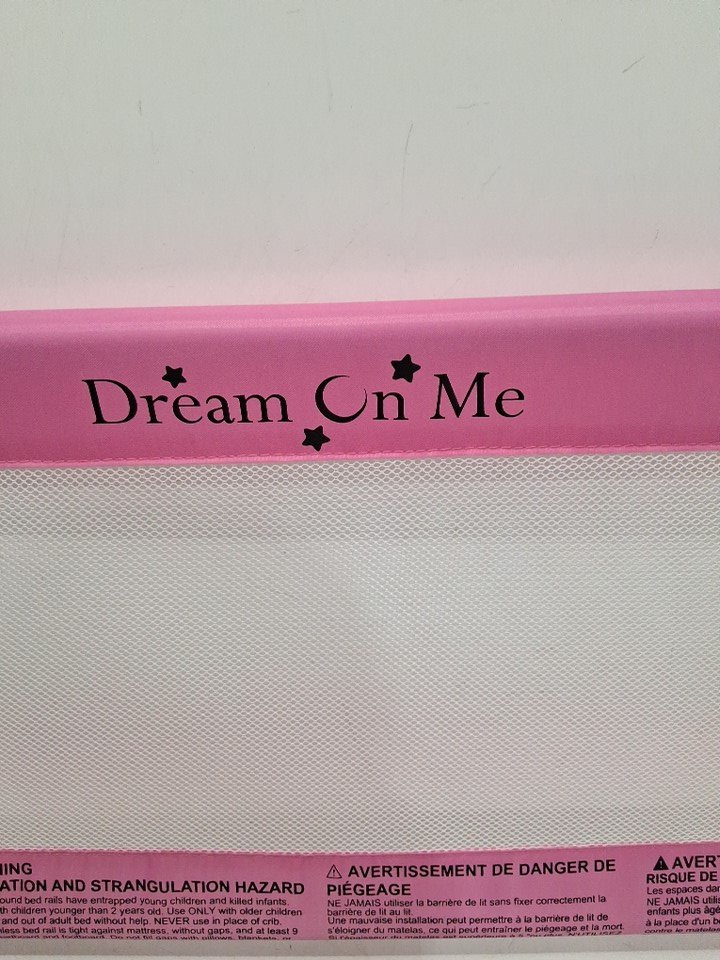 Dream On Me
ATION AND STRANGULATION HAZARD
ound bed rails have entrapped young children and killed infants.
th children younger than 2 years old. Use ONLY with older children
and out of adult bed without help. NEVER use in place of crib.
less bed rail is tight against mattress, without gaps, and at least 9
⚠ AVERTISSEMENT DE DANGER DE
PIÉGEAGE
NE JAMAIS utiliser la barrière de lit sans fixer correctement la
barrière de lit au lit.
Une mauvaise installation peut permettre à la barrière de lit de
s'éloigner du matelas, ce qui peut entraîner le piégeage et la mort.
⚠ AVERT
RISQUE DE
Les espaces dan
NE JAMAIS utilis
enfants plus âgé
à la place d'un be
contre le matelas